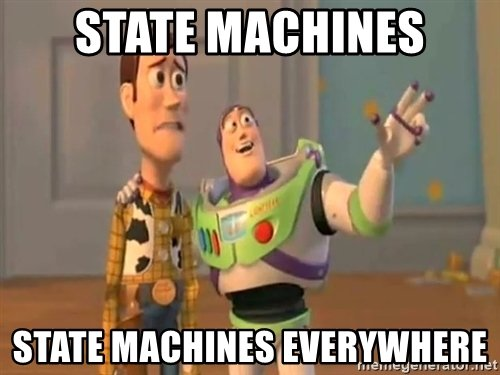 STATE MACHINES
STATE MACHINES EVERYWHERE
memegenerator.net